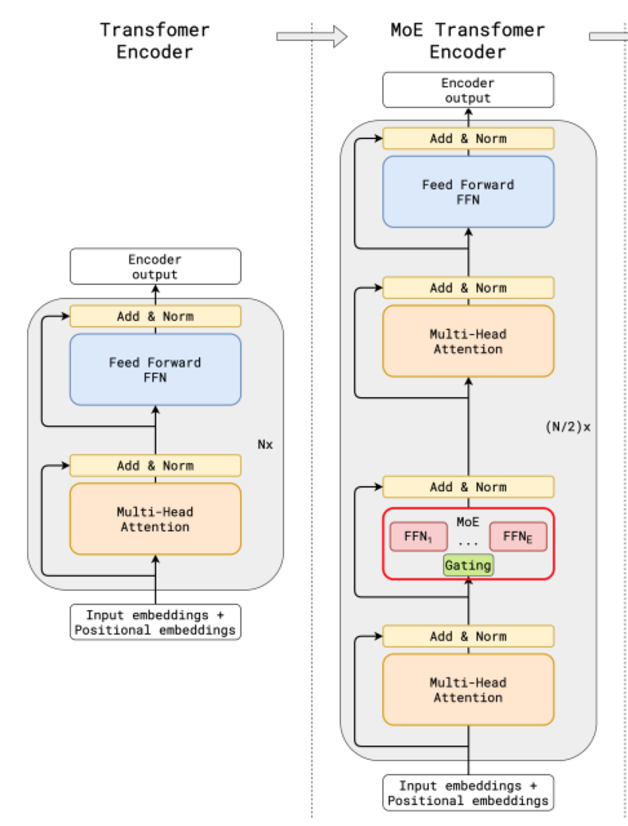 Transfomer
Encoder
Encoder
output
Add & Norm
Feed Forward
FFN
Nx
Add & Norm
Multi-Head
Attention
Input embeddings +
Positional embeddings
MoE Transfomer
Encoder
Encoder
output
Add & Norm
Feed Forward
FFN
Add & Norm
Multi-Head
Attention
(N/2)x
Add & Norm
MoE
FFN₁ ... FFN_E
Gating
Add & Norm
Multi-Head
Attention
Input embeddings +
Positional embeddings